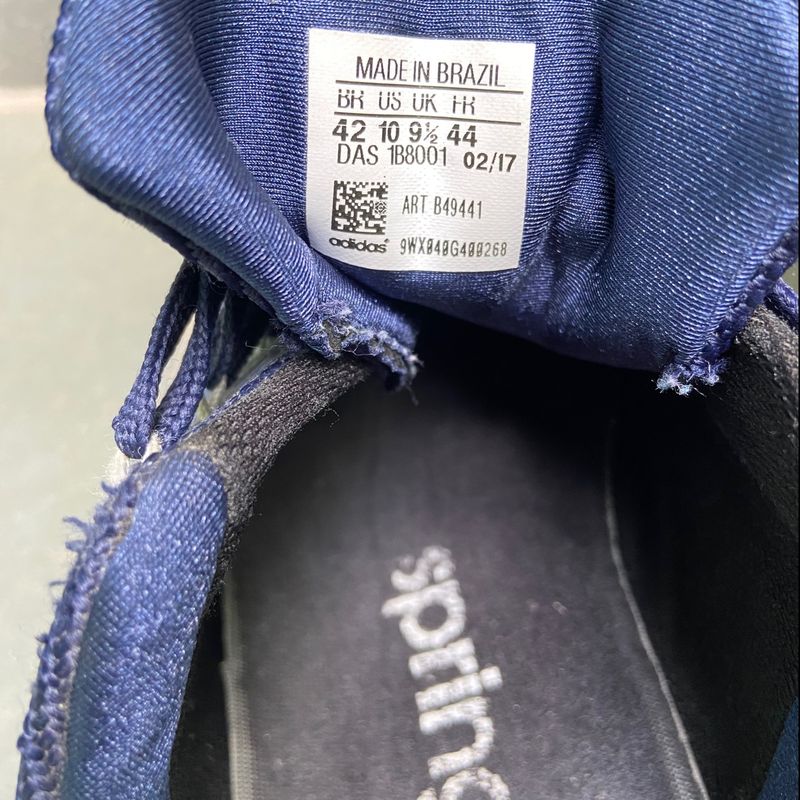 MADE IN BRAZIL
BR US UK FR
42 10 9½ 44
DAS 1B8001 02/17
ART B49441
adidas® 9WX040G400268
spring